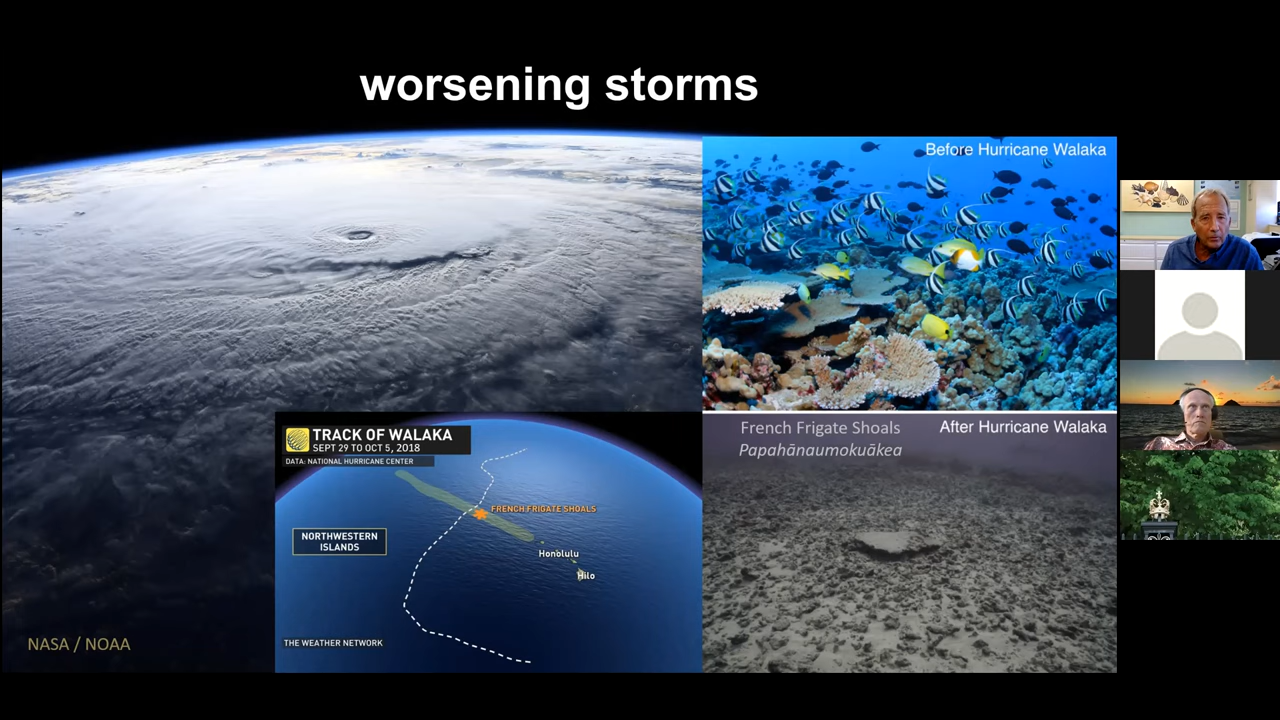 worsening storms
Before Hurricane Walaka
TRACK OF WALAKA
SEPT 29 TO OCT 5, 2018
DATA: NATIONAL HURRICANE CENTER
FRENCH FRIGATE SHOALS
NORTHWESTERN
ISLANDS
Honolulu
Hilo
THE WEATHER NETWORK
French Frigate Shoals
Papahānaumokuākea
After Hurricane Walaka
NASA / NOAA